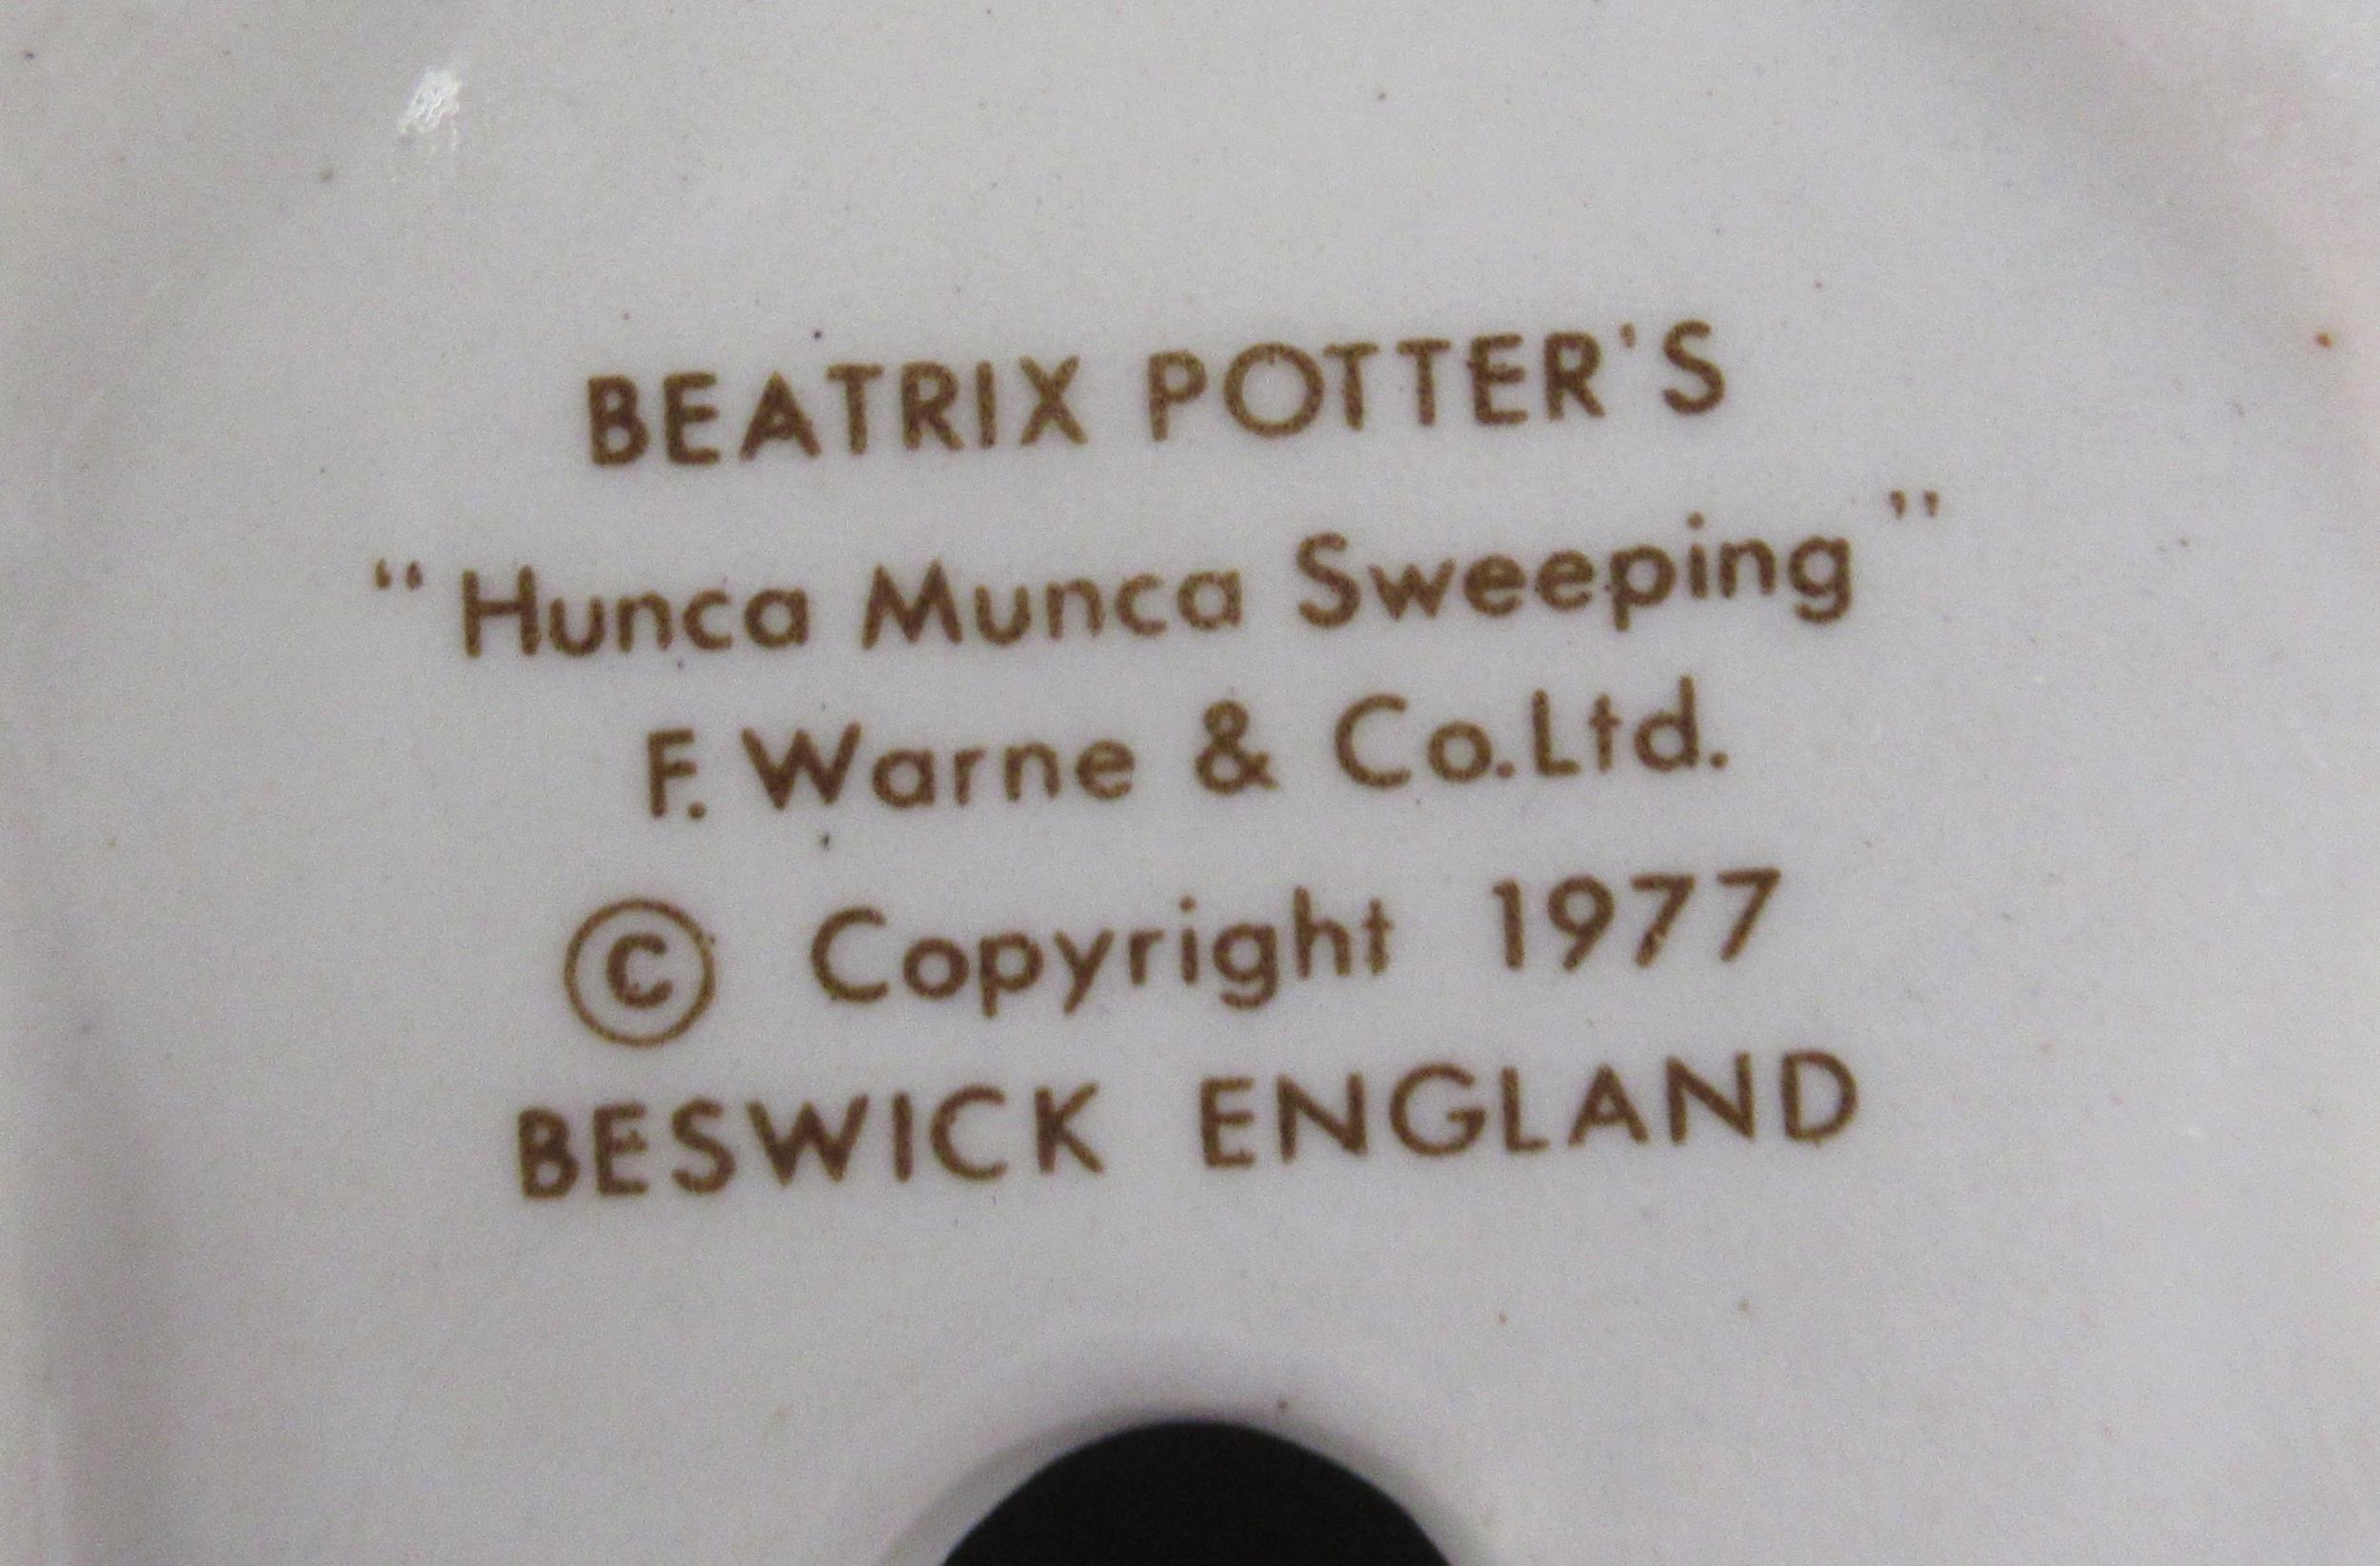 BEATRIX POTTER'S
“Hunca Munca Sweeping”
F. Warne & Co.Ltd.
© Copyright 1977
BESWICK ENGLAND